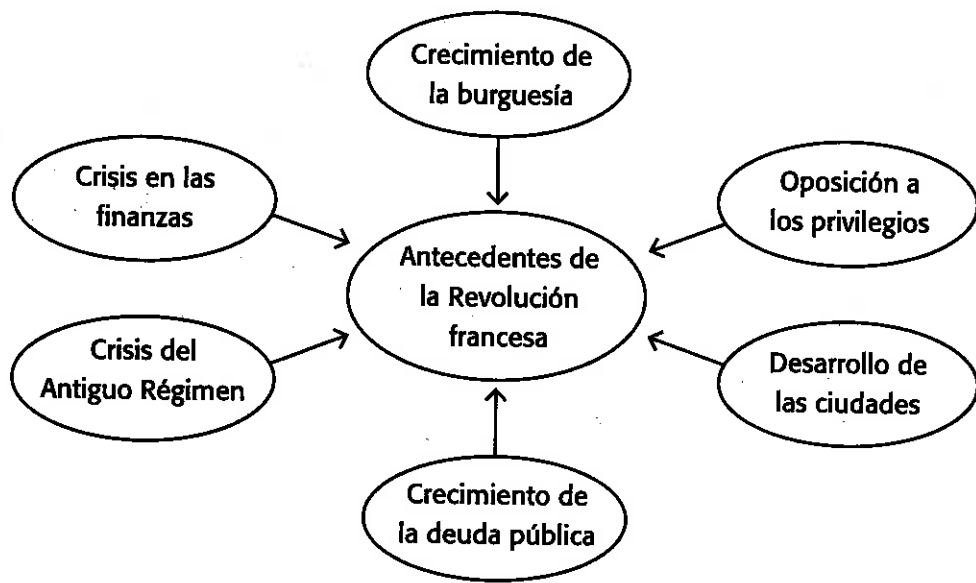 Crecimiento de
la burguesía
Crisis en las
finanzas
Oposición a
los privilegios
Antecedentes de
la Revolución
francesa
Crisis del
Antiguo Régimen
Desarrollo de
las ciudades
Crecimiento de
la deuda pública